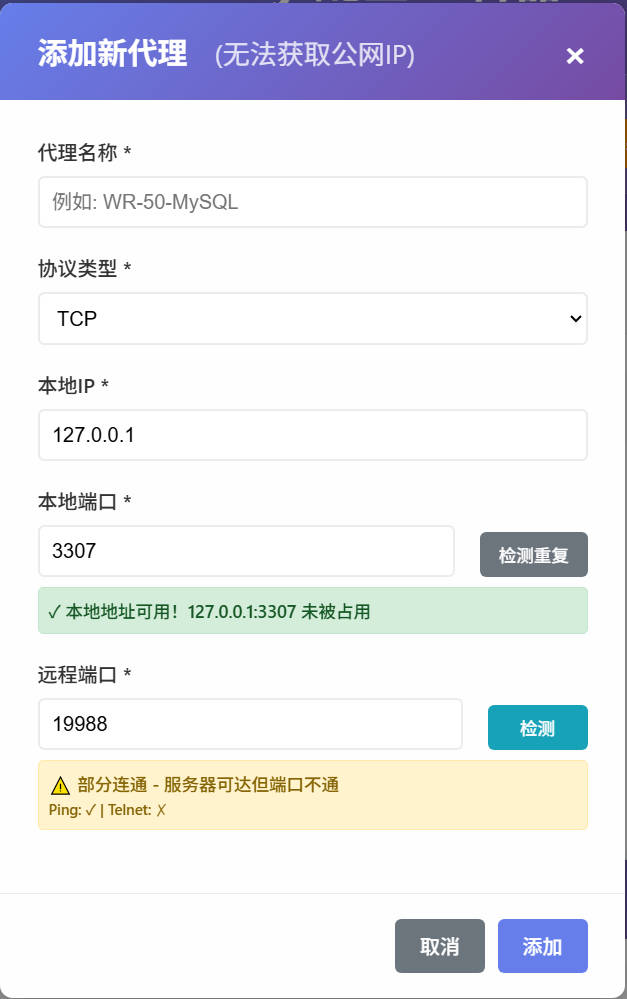 添加新代理 (无法获取公网IP) ×
代理名称 *
例如: WR-50-MySQL
协议类型 *
TCP
本地IP *
127.0.0.1
本地端口 *
3307
检测重复
✓ 本地地址可用！127.0.0.1:3307 未被占用
远程端口 *
19988
检测
⚠️ 部分连通 - 服务器可达但端口不通
Ping: ✓ | Telnet: ✗
取消
添加